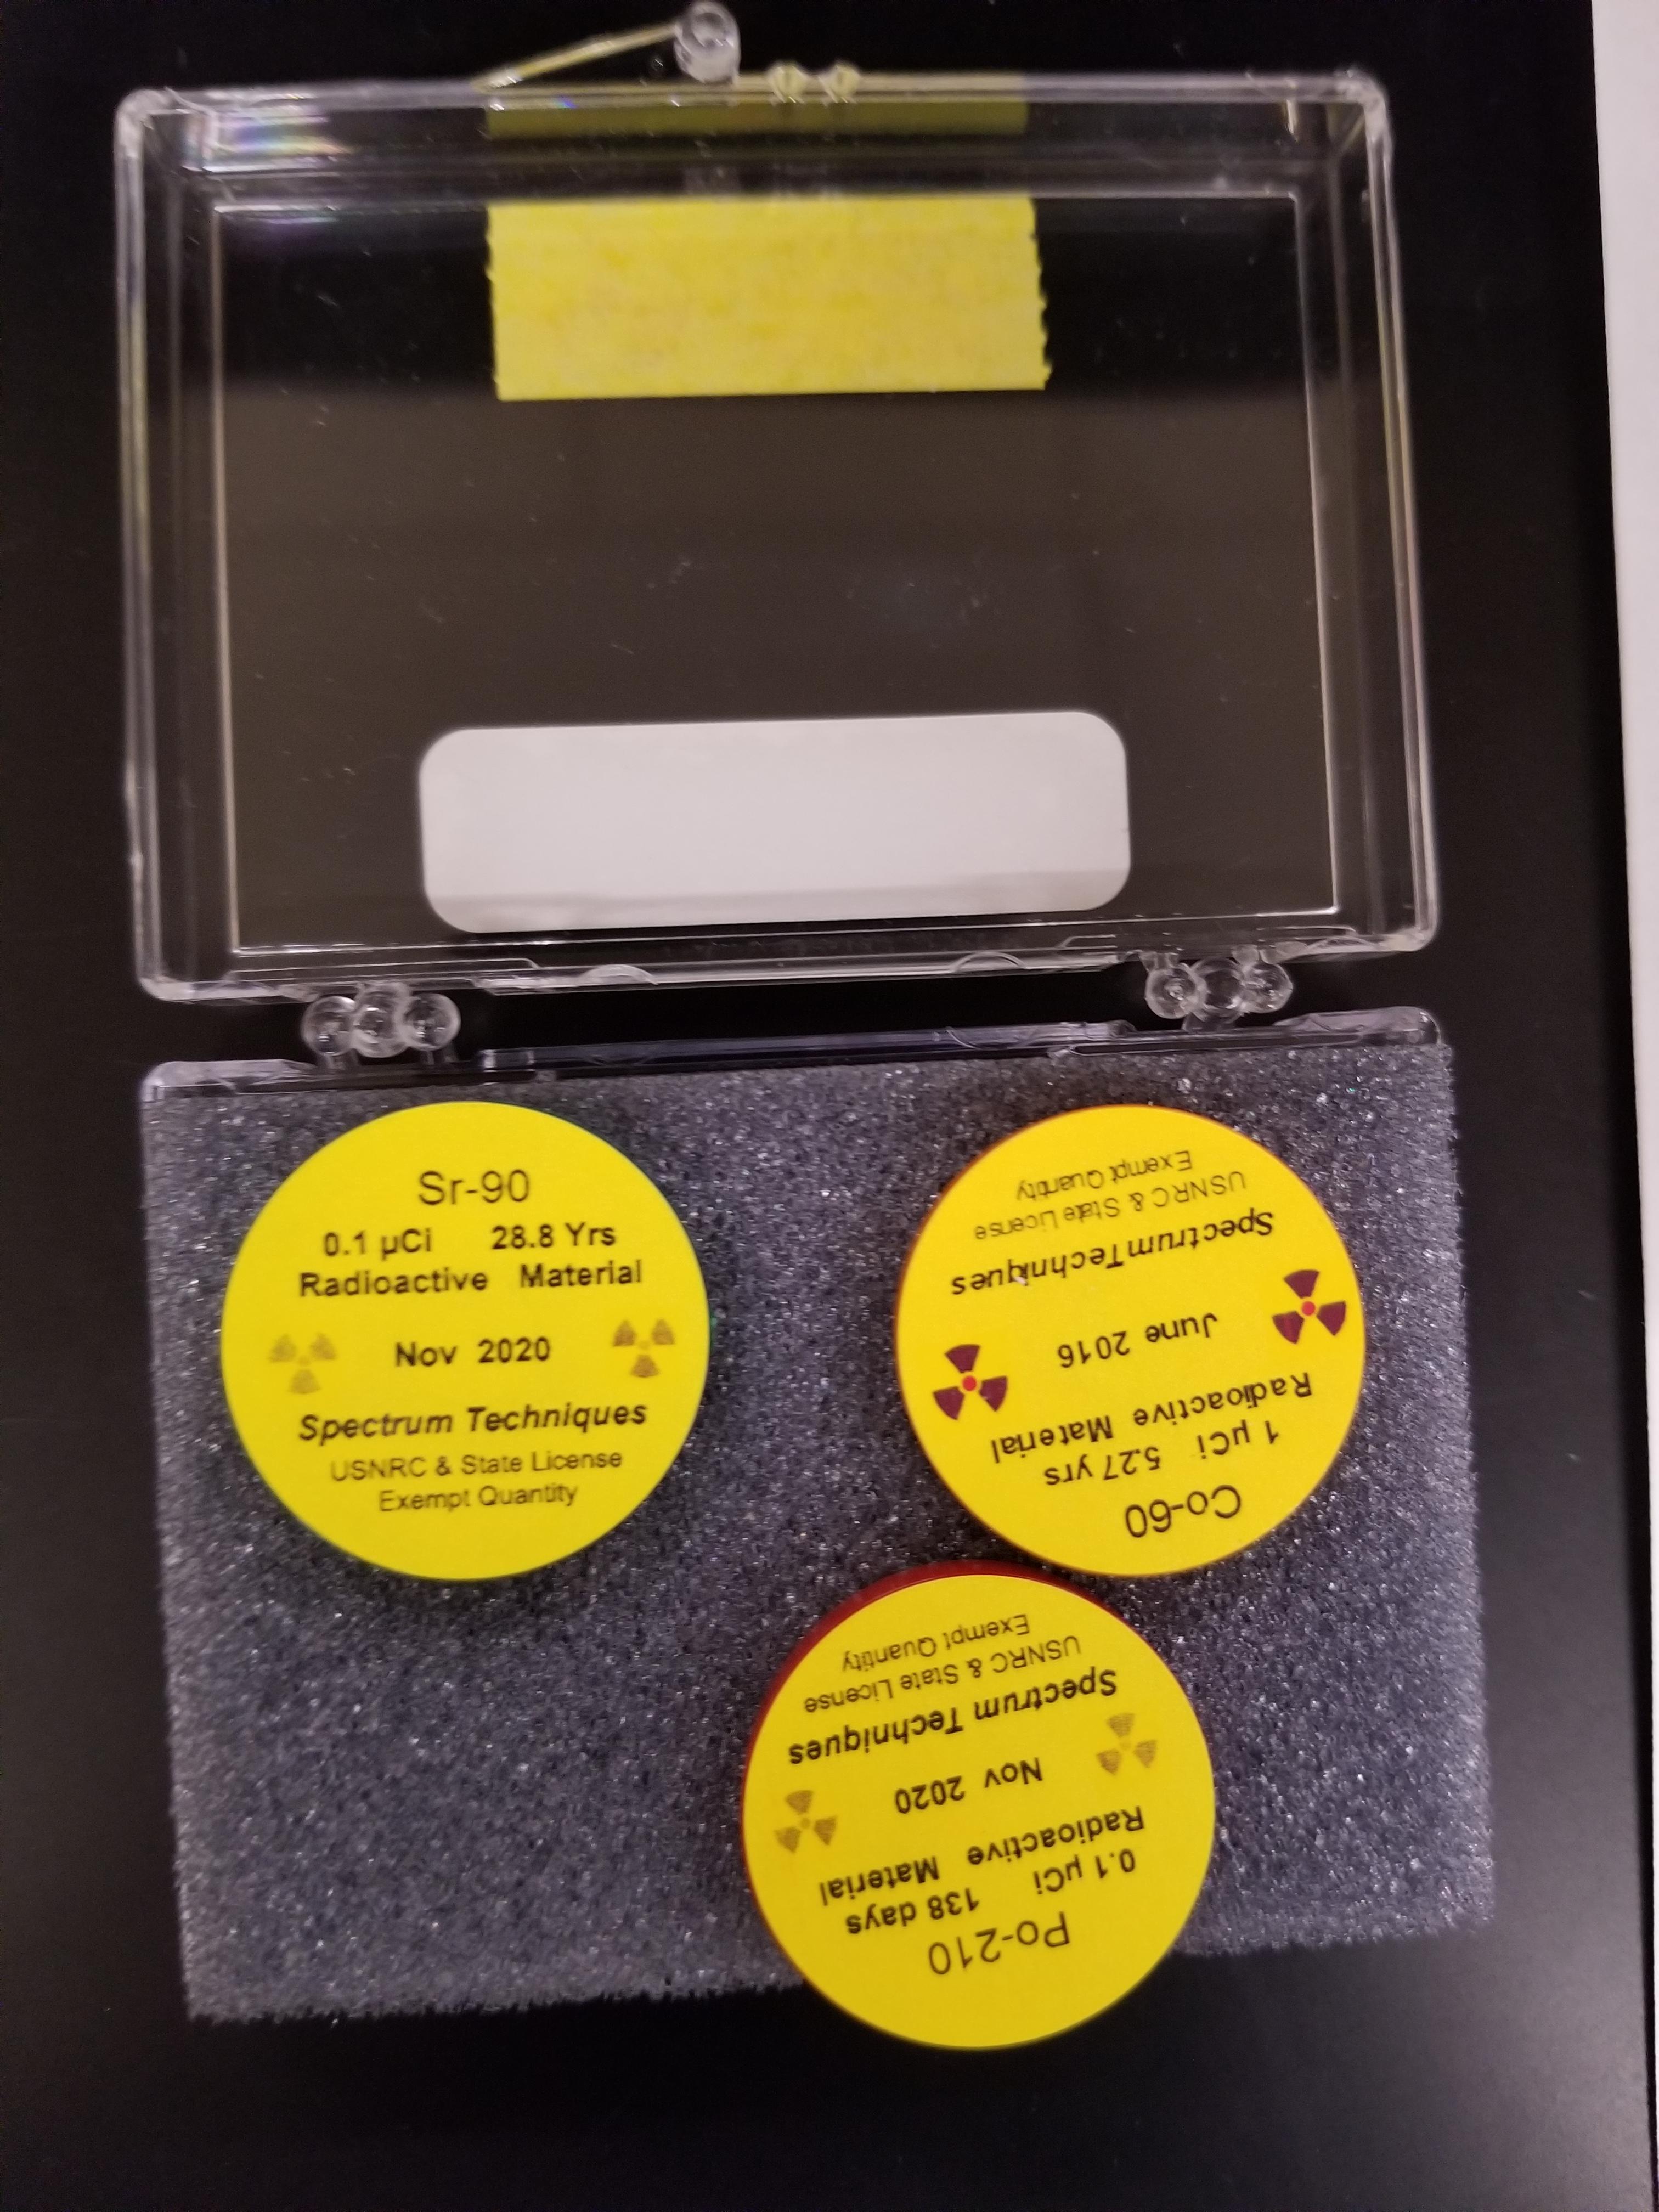 Sr-90
0.1 µCi 28.8 Yrs
Radioactive Material
Nov 2020
Spectrum Techniques
USNRC & State License
Exempt Quantity
Co-60
1 µCi 5.27 yrs
Radioactive Material
June 2016
Spectrum Techniques
USNRC & State License
Exempt Quantity
Po-210
0.1 µCi 138 days
Radioactive Material
Nov 2020
Spectrum Techniques
USNRC & State License
Exempt Quantity